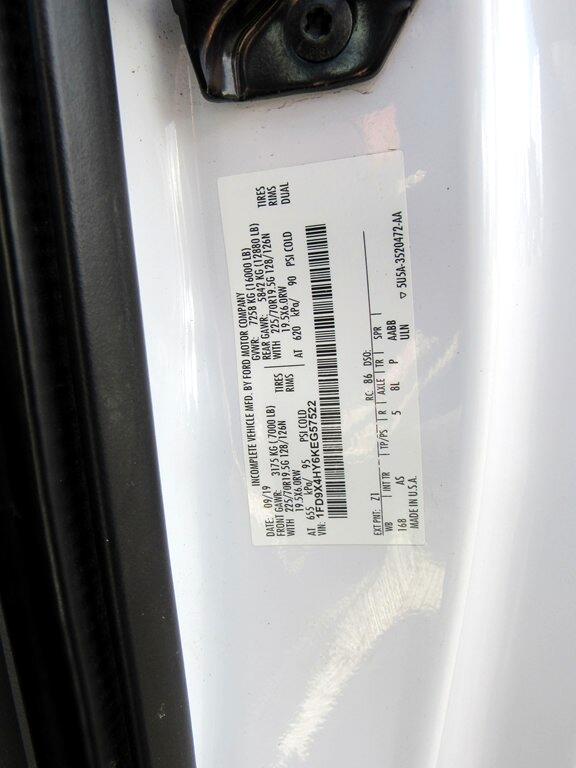 INCOMPLETE VEHICLE MFD. BY FORD MOTOR COMPANY
DATE: 09/19 GVWR: 7258 KG (16000 LB)
FRONT GAWR: 3175 KG (7000 LB) REAR GAWR: 5842 KG (12880 LB)
WITH 225/70R19.5G 128/126N TIRES WITH 225/70R19.5G 128/126N TIRES
19.5X6.0RW RIMS 19.5X6.0RW RIMS
AT 655 kPa/ 95 PSI COLD AT 620 kPa/ 90 PSI COLD DUAL
VIN: 1FD9X4HY6KEG57522
EXT PNT: Z1 RC: B6 DSO:
WB INT TR TP/PS R AXLE TR SPR
168 AS 5 8L P AABB
MADE IN U.S.A. ULN
▽ 5U5A-3520472-AA